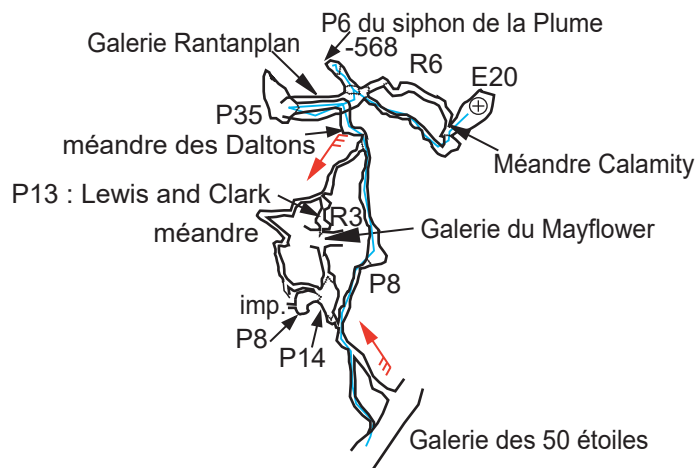 P6 du siphon de la Plume
-568
Galerie Rantanplan
R6
E20
P35
méandre des Daltons
Méandre Calamity
P13 : Lewis and Clark
R3
méandre
Galerie du Mayflower
P8
imp.
P8
P14
Galerie des 50 étoiles